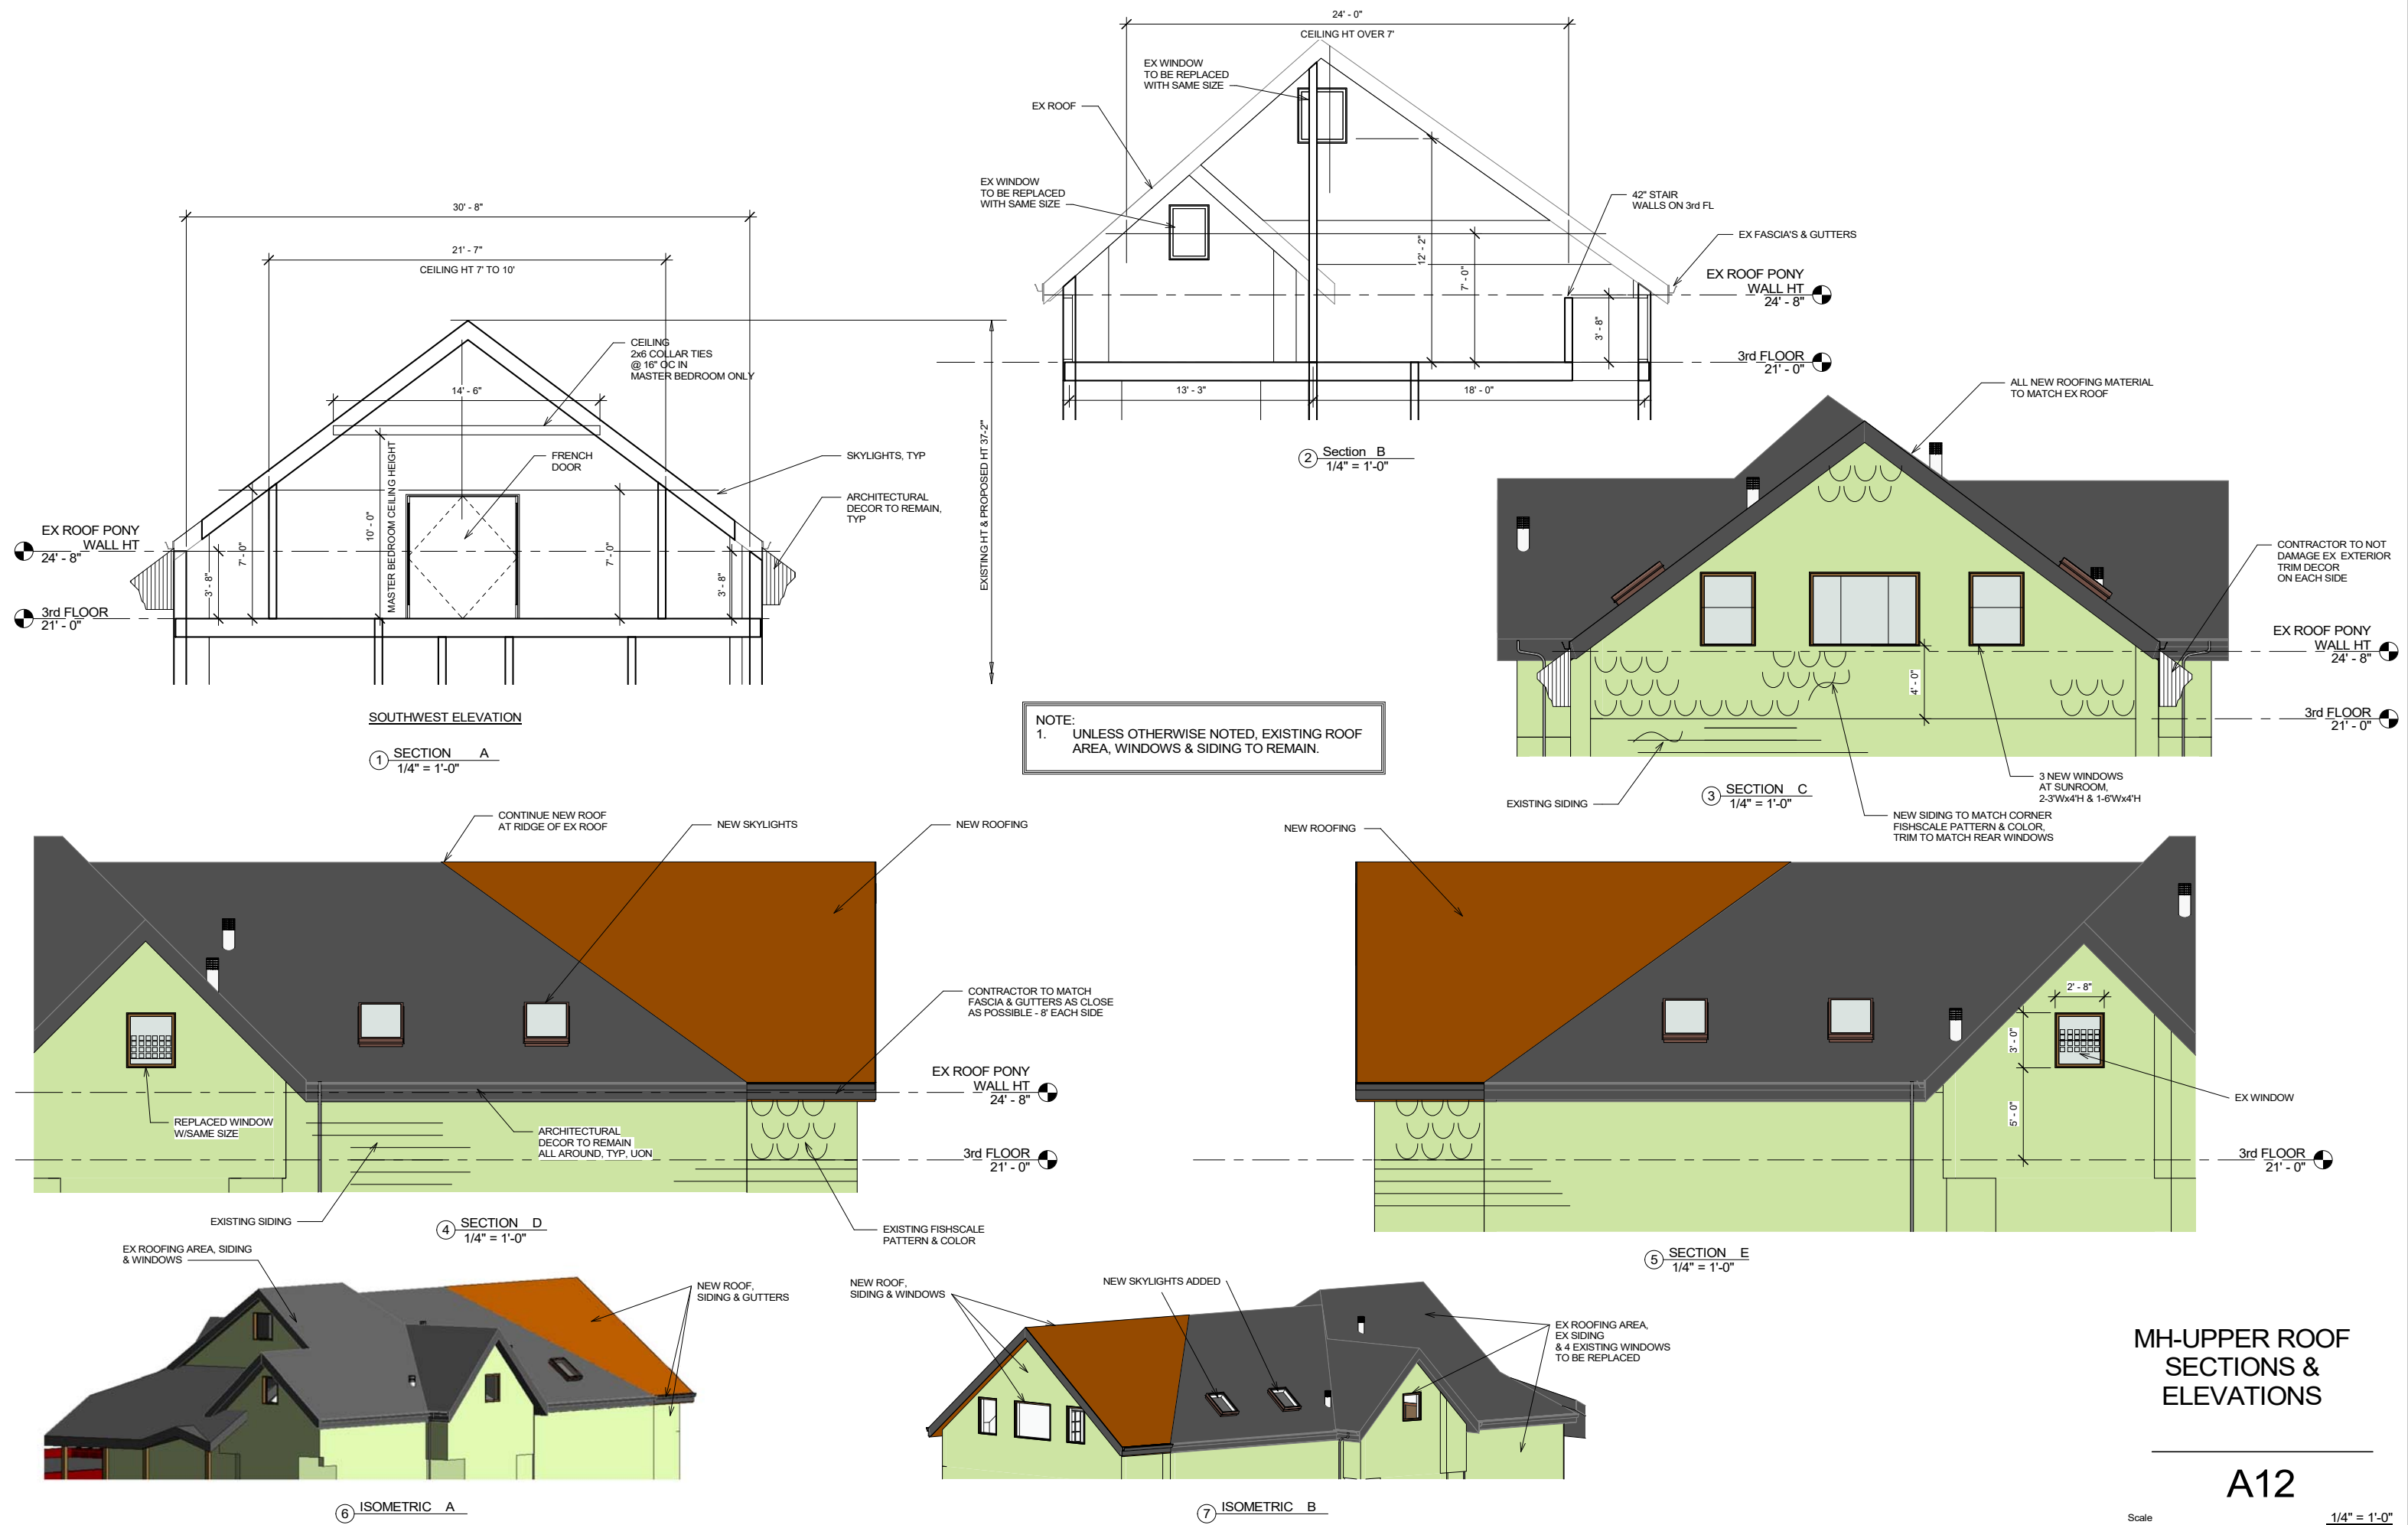 30' - 8"
21' - 7"
CEILING HT 7' TO 10'
CEILING
2x6 COLLAR TIES
@ 16" OC IN
MASTER BEDROOM ONLY
14' - 6"
FRENCH
DOOR
SKYLIGHTS, TYP
ARCHITECTURAL
DECOR TO REMAIN,
TYP
EX ROOF PONY
WALL HT
24' - 8"
3rd FLOOR
21' - 0"
3' - 8"
7' - 0"
10' - 0"
MASTER BEDROOM CEILING HEIGHT
7' - 0"
3' - 8"
EXISTING HT & PROPOSED HT 37-2"
SOUTHWEST ELEVATION
1 SECTION A
1/4" = 1'-0"
24' - 0"
CEILING HT OVER 7'
EX WINDOW
TO BE REPLACED
WITH SAME SIZE
EX ROOF
EX WINDOW
TO BE REPLACED
WITH SAME SIZE
42" STAIR
WALLS ON 3rd FL
EX FASCIA'S & GUTTERS
EX ROOF PONY
WALL HT
24' - 8"
12' - 2"
7' - 0"
3' - 8"
3rd FLOOR
21' - 0"
13' - 3"
18' - 0"
2 Section B
1/4" = 1'-0"
ALL NEW ROOFING MATERIAL
TO MATCH EX ROOF
CONTRACTOR TO NOT
DAMAGE EX EXTERIOR
TRIM DECOR
ON EACH SIDE
EX ROOF PONY
WALL HT
24' - 8"
4' - 0"
3rd FLOOR
21' - 0"
EXISTING SIDING
3 SECTION C
1/4" = 1'-0"
3 NEW WINDOWS
AT SUNROOM,
2-3'Wx4'H & 1-6'Wx4'H
NEW SIDING TO MATCH CORNER
FISHSCALE PATTERN & COLOR,
TRIM TO MATCH REAR WINDOWS
NOTE:
1. UNLESS OTHERWISE NOTED, EXISTING ROOF
AREA, WINDOWS & SIDING TO REMAIN.
CONTINUE NEW ROOF
AT RIDGE OF EX ROOF
NEW SKYLIGHTS
NEW ROOFING
CONTRACTOR TO MATCH
FASCIA & GUTTERS AS CLOSE
AS POSSIBLE - 8' EACH SIDE
EX ROOF PONY
WALL HT
24' - 8"
REPLACED WINDOW
W/SAME SIZE
ARCHITECTURAL
DECOR TO REMAIN
ALL AROUND, TYP, UON
3rd FLOOR
21' - 0"
EXISTING SIDING
4 SECTION D
1/4" = 1'-0"
EXISTING FISHSCALE
PATTERN & COLOR
NEW ROOFING
2' - 8"
3' - 0"
5' - 0"
EX WINDOW
3rd FLOOR
21' - 0"
5 SECTION E
1/4" = 1'-0"
EX ROOFING AREA, SIDING
& WINDOWS
NEW ROOF,
SIDING & GUTTERS
6 ISOMETRIC A
NEW ROOF,
SIDING & WINDOWS
NEW SKYLIGHTS ADDED
EX ROOFING AREA,
EX SIDING
& 4 EXISTING WINDOWS
TO BE REPLACED
7 ISOMETRIC B
MH-UPPER ROOF
SECTIONS &
ELEVATIONS
A12
Scale 1/4" = 1'-0"